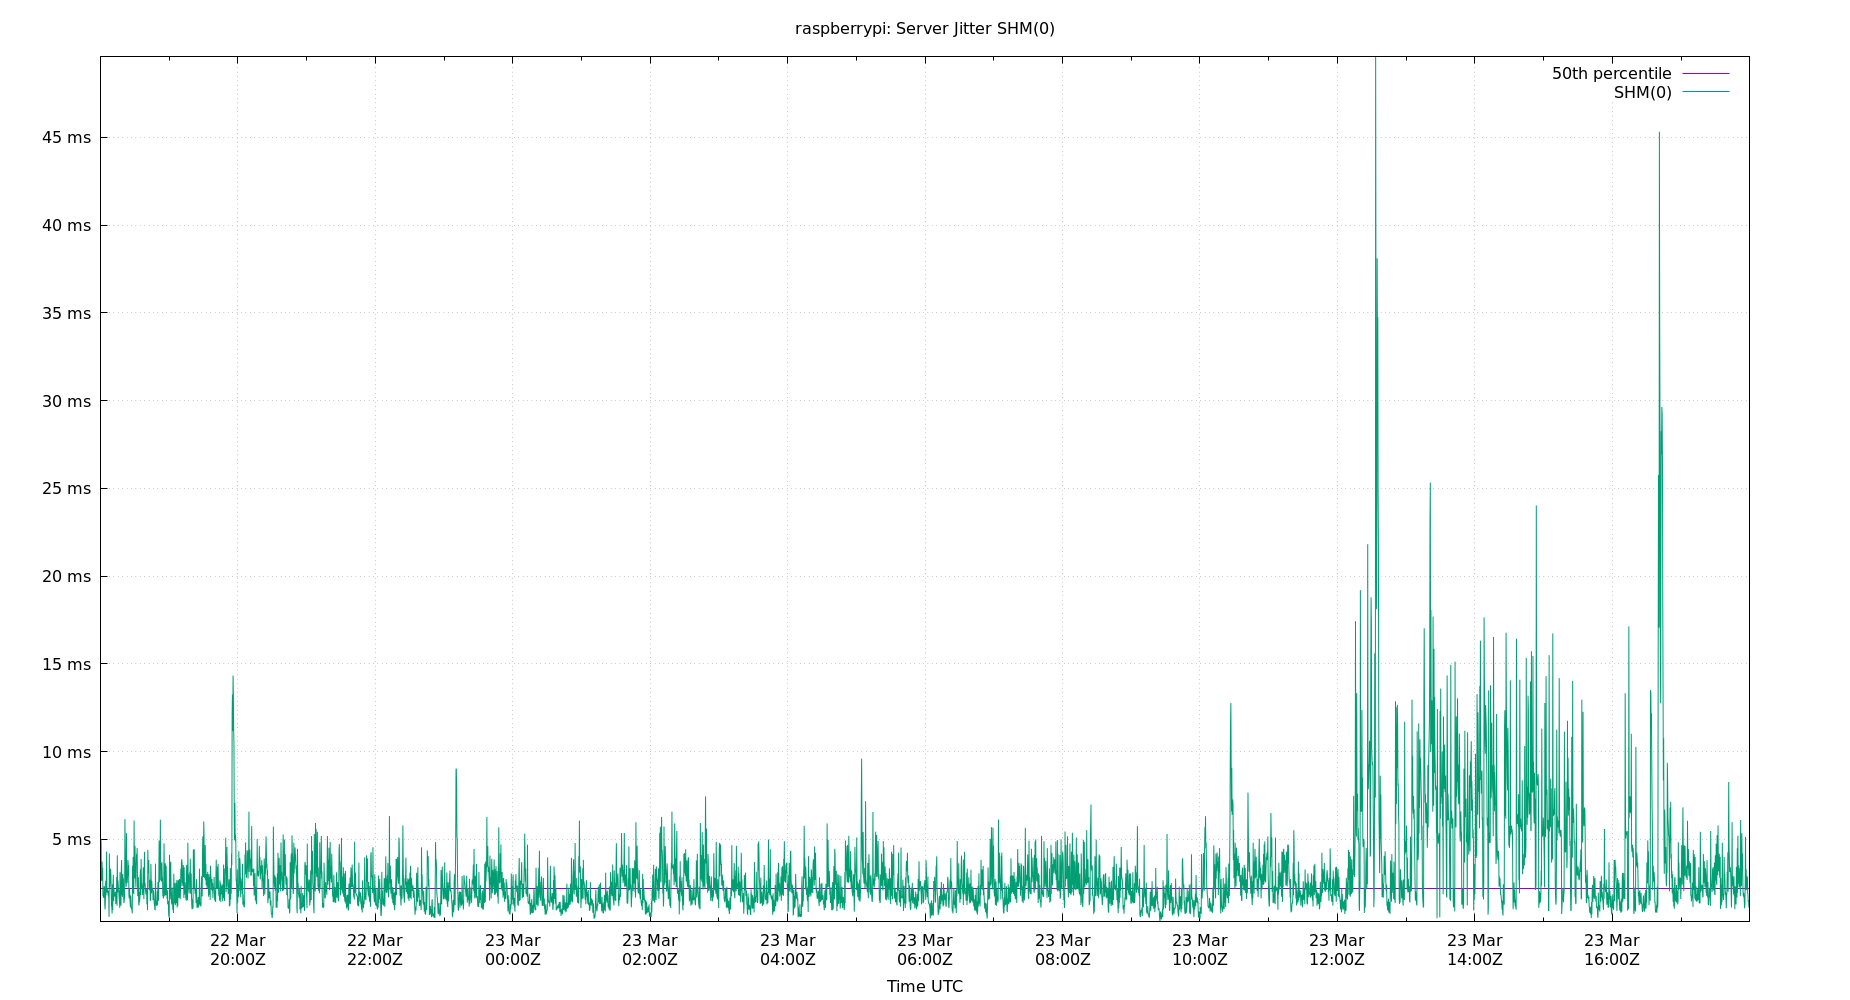 raspberrypi: Server Jitter SHM(0)
50th percentile
SHM(0)
45 ms
40 ms
35 ms
30 ms
25 ms
20 ms
15 ms
10 ms
5 ms
22 Mar 22 Mar 23 Mar 23 Mar 23 Mar 23 Mar 23 Mar 23 Mar 23 Mar 23 Mar 23 Mar
20:00Z 22:00Z 00:00Z 02:00Z 04:00Z 06:00Z 08:00Z 10:00Z 12:00Z 14:00Z 16:00Z
Time UTC